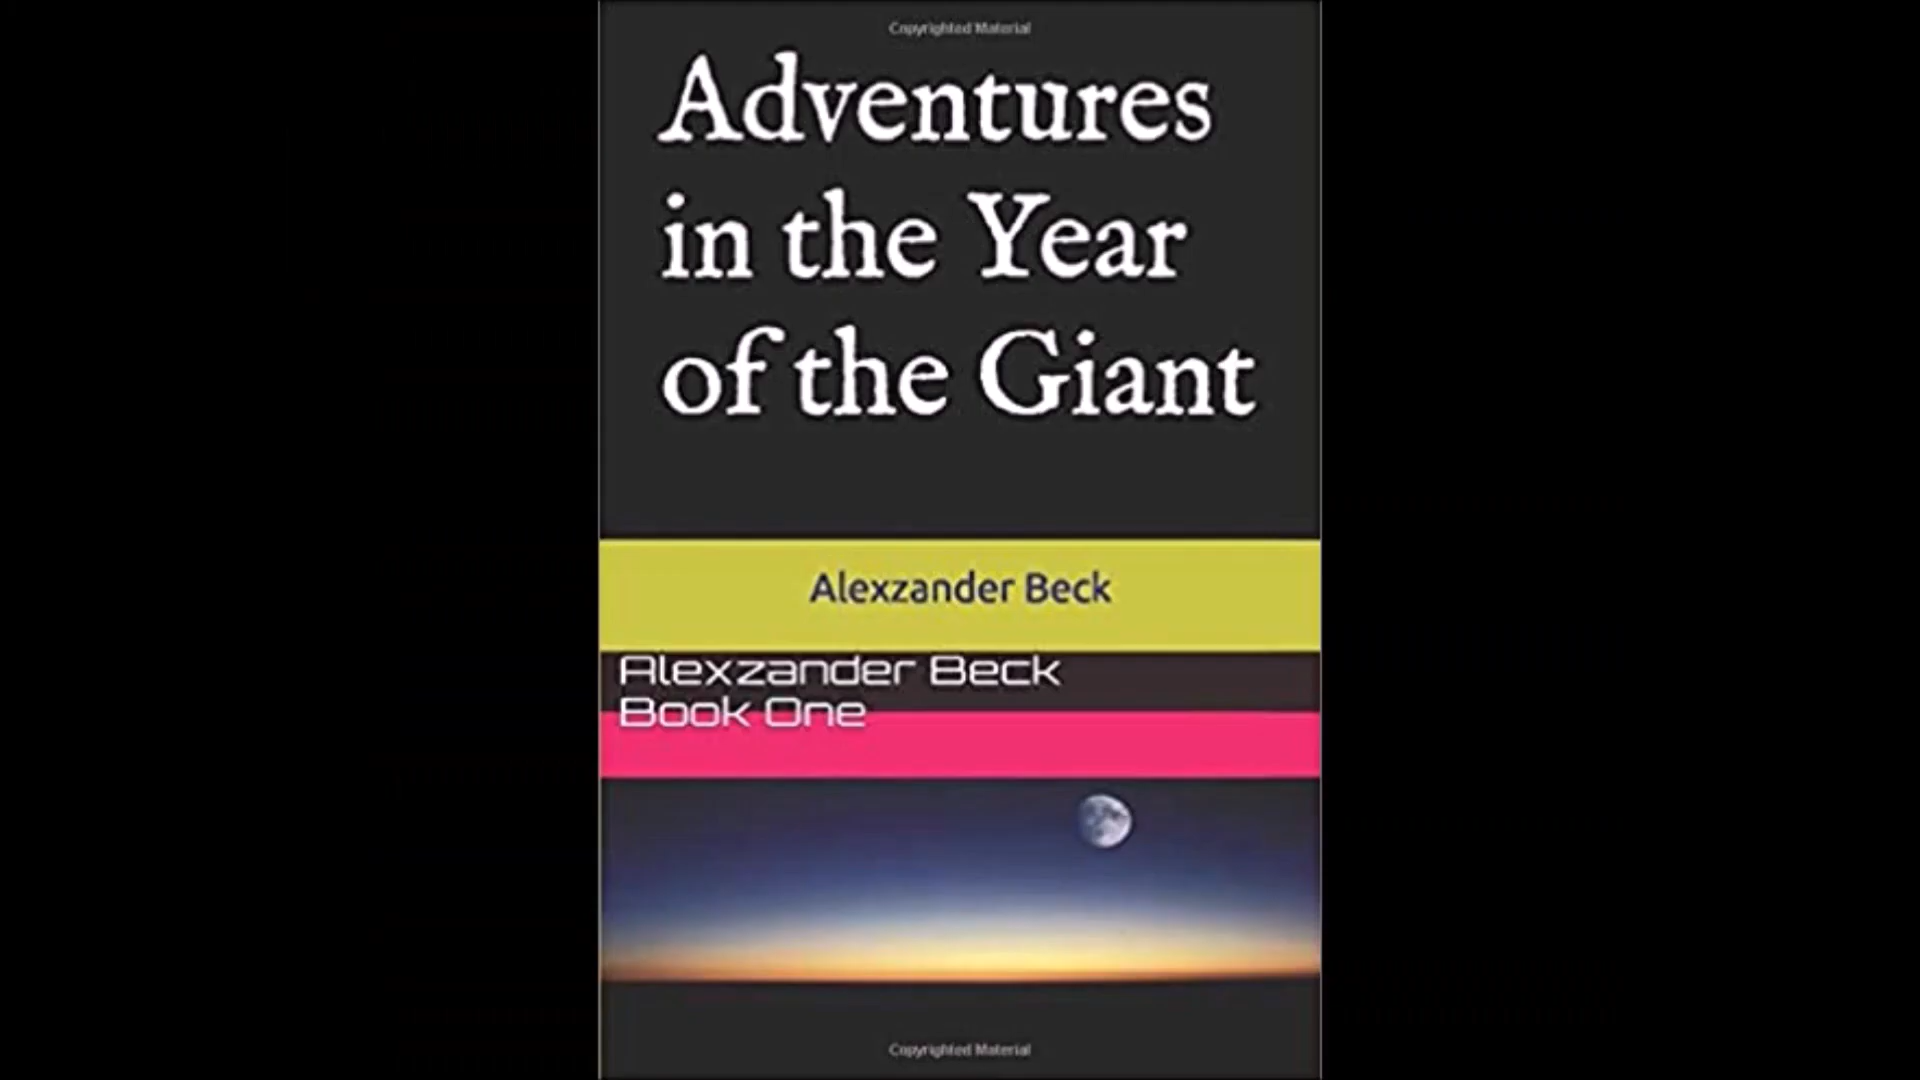 Copyrighted Material
Adventures
in the Year
of the Giant
Alexzander Beck
Alexzander Beck
Book One
Copyrighted Material